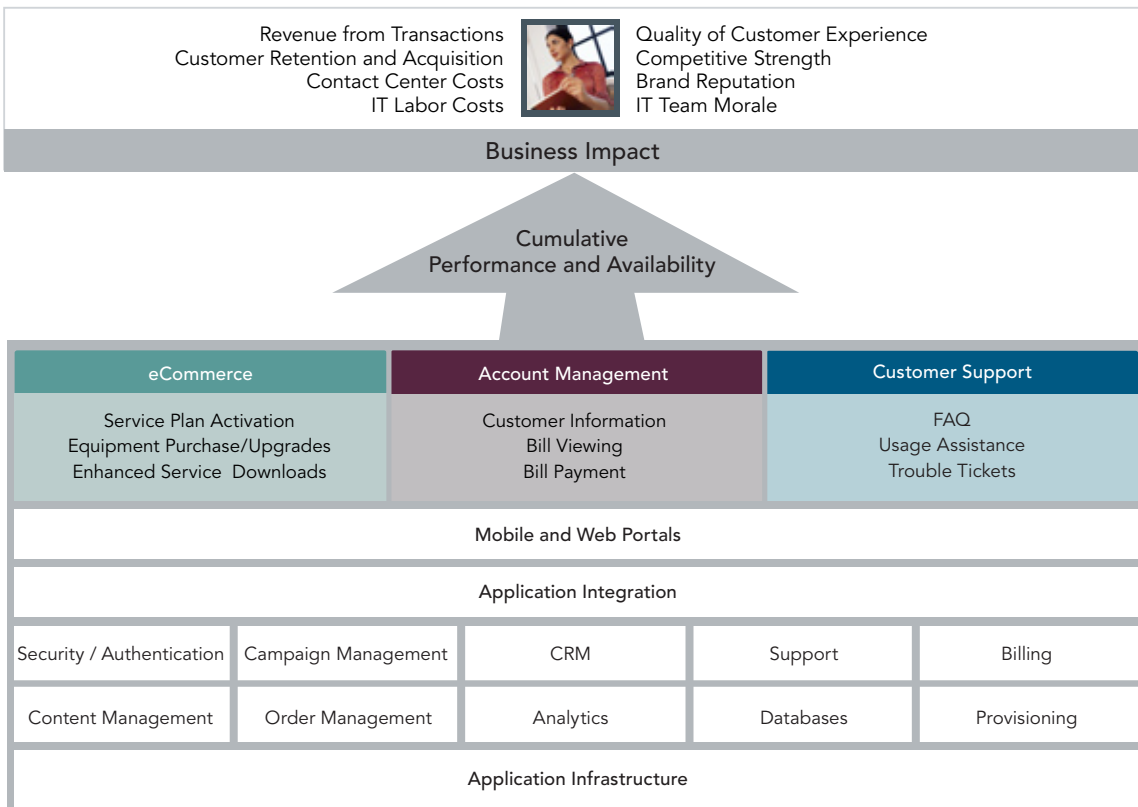 Revenue from Transactions
Customer Retention and Acquisition
Contact Center Costs
IT Labor Costs
Quality of Customer Experience
Competitive Strength
Brand Reputation
IT Team Morale
Business Impact
Cumulative
Performance and Availability
eCommerce
Service Plan Activation
Equipment Purchase/Upgrades
Enhanced Service Downloads
Account Management
Customer Information
Bill Viewing
Bill Payment
Customer Support
FAQ
Usage Assistance
Trouble Tickets
Mobile and Web Portals
Application Integration
Security / Authentication
Campaign Management
CRM
Support
Billing
Content Management
Order Management
Analytics
Databases
Provisioning
Application Infrastructure